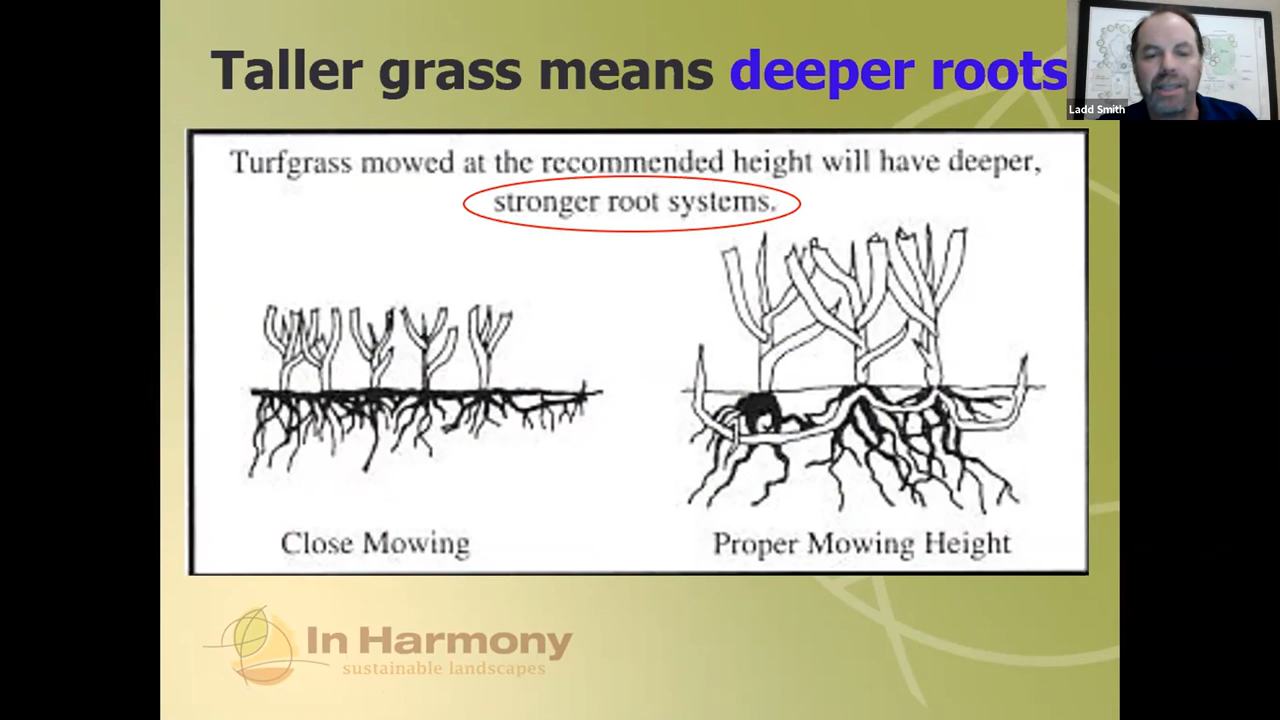 Taller grass means deeper roots
Ladd Smith
Turfgrass mowed at the recommended height will have deeper,
stronger root systems.
Close Mowing
Proper Mowing Height
In Harmony
sustainable landscapes